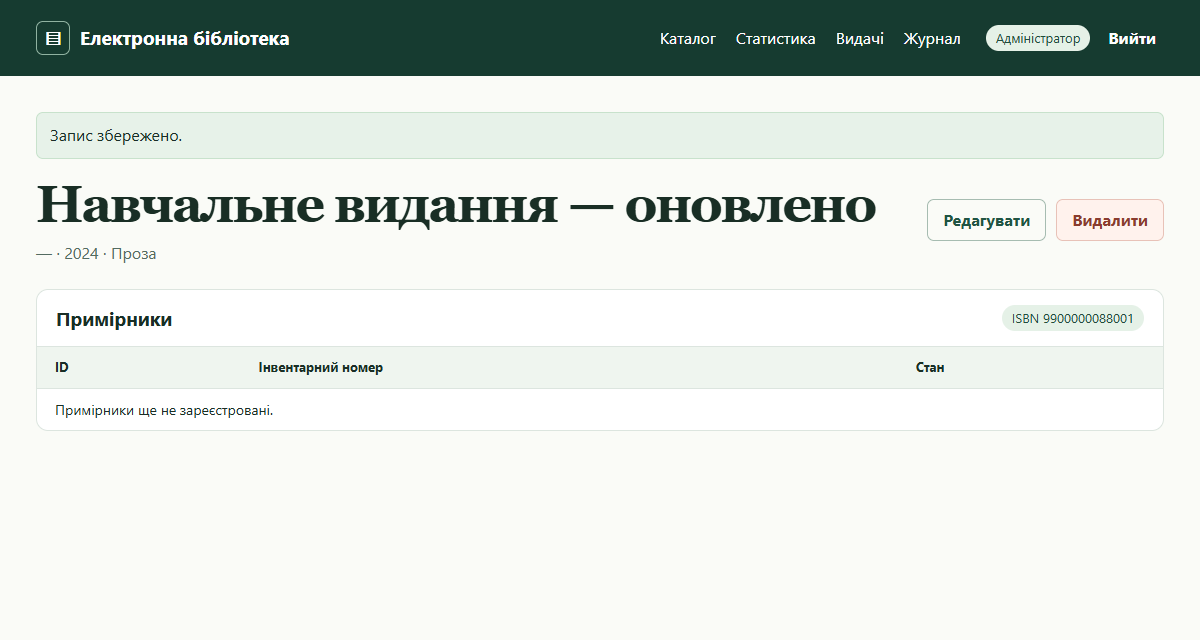 Електронна бібліотека
Каталог Статистика Видачі Журнал Адміністратор Вийти
Запис збережено.
Навчальне видання — оновлено
Редагувати Видалити
— · 2024 · Проза
Примірники
ISBN 9900000088001
ID Інвентарний номер Стан
Примірники ще не зареєстровані.